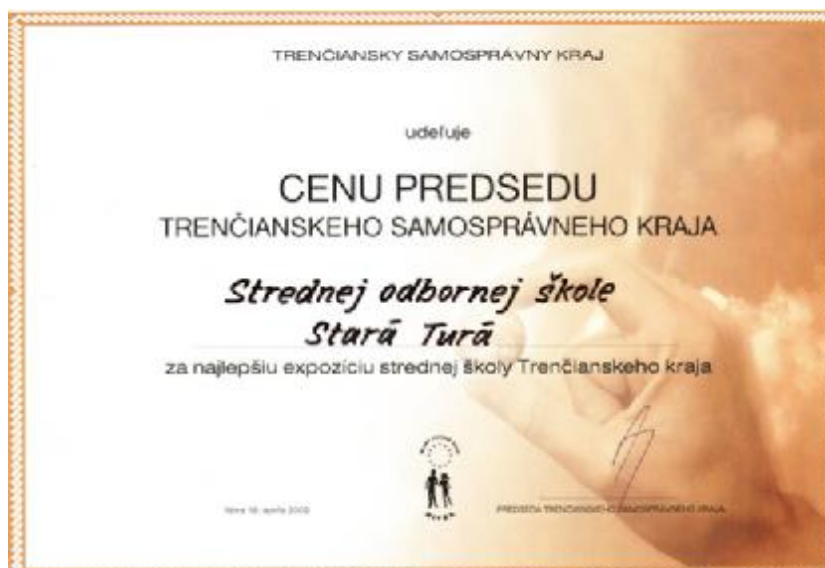 TRENČIANSKY SAMOSPRÁVNY KRAJ
udeľuje
CENU PREDSEDU
TRENČIANSKEHO SAMOSPRÁVNEHO KRAJA
Strednej odbornej škole
Stará Turá
za najlepšiu expozíciu strednej školy Trenčianskeho kraja
apríla
PREDSEDA TRENČIANSKEHO SAMOSPRÁVNEHO KRAJA